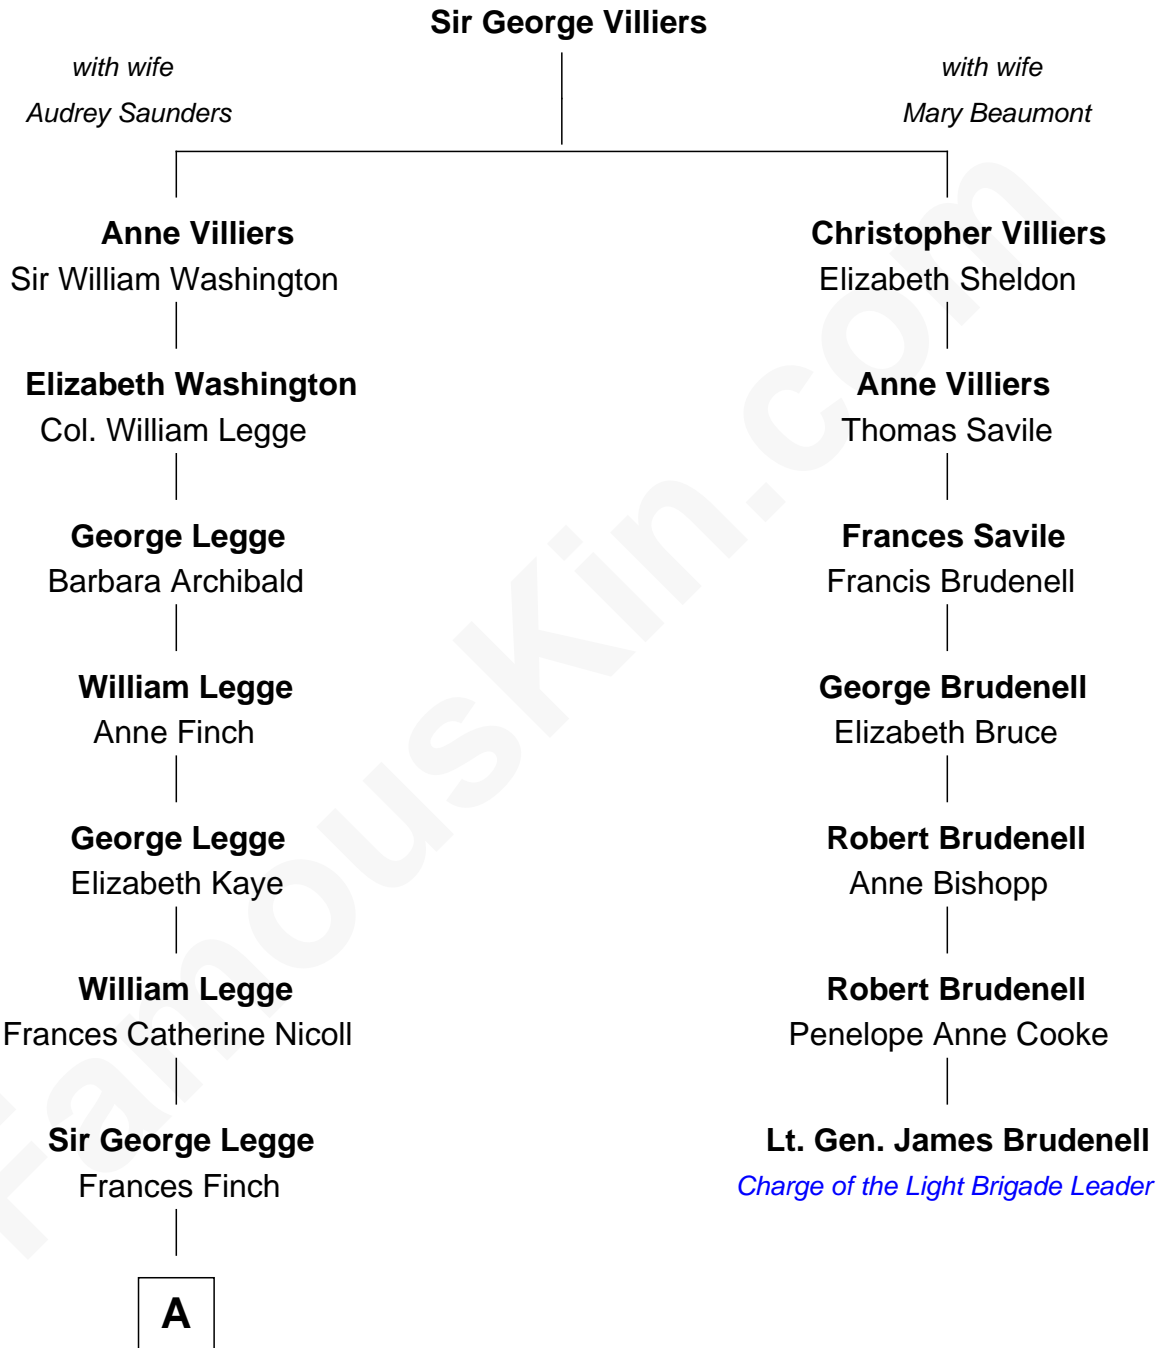 Sir George Villiers
with wife
Audrey Saunders
with wife
Mary Beaumont
Anne Villiers
Sir William Washington
Christopher Villiers
Elizabeth Sheldon
Elizabeth Washington
Col. William Legge
Anne Villiers
Thomas Savile
George Legge
Barbara Archibald
Frances Savile
Francis Brudenell
William Legge
Anne Finch
George Brudenell
Elizabeth Bruce
George Legge
Elizabeth Kaye
Robert Brudenell
Anne Bishopp
William Legge
Frances Catherine Nicoll
Robert Brudenell
Penelope Anne Cooke
Sir George Legge
Frances Finch
Lt. Gen. James Brudenell
Charge of the Light Brigade Leader
A
FamousKin.com